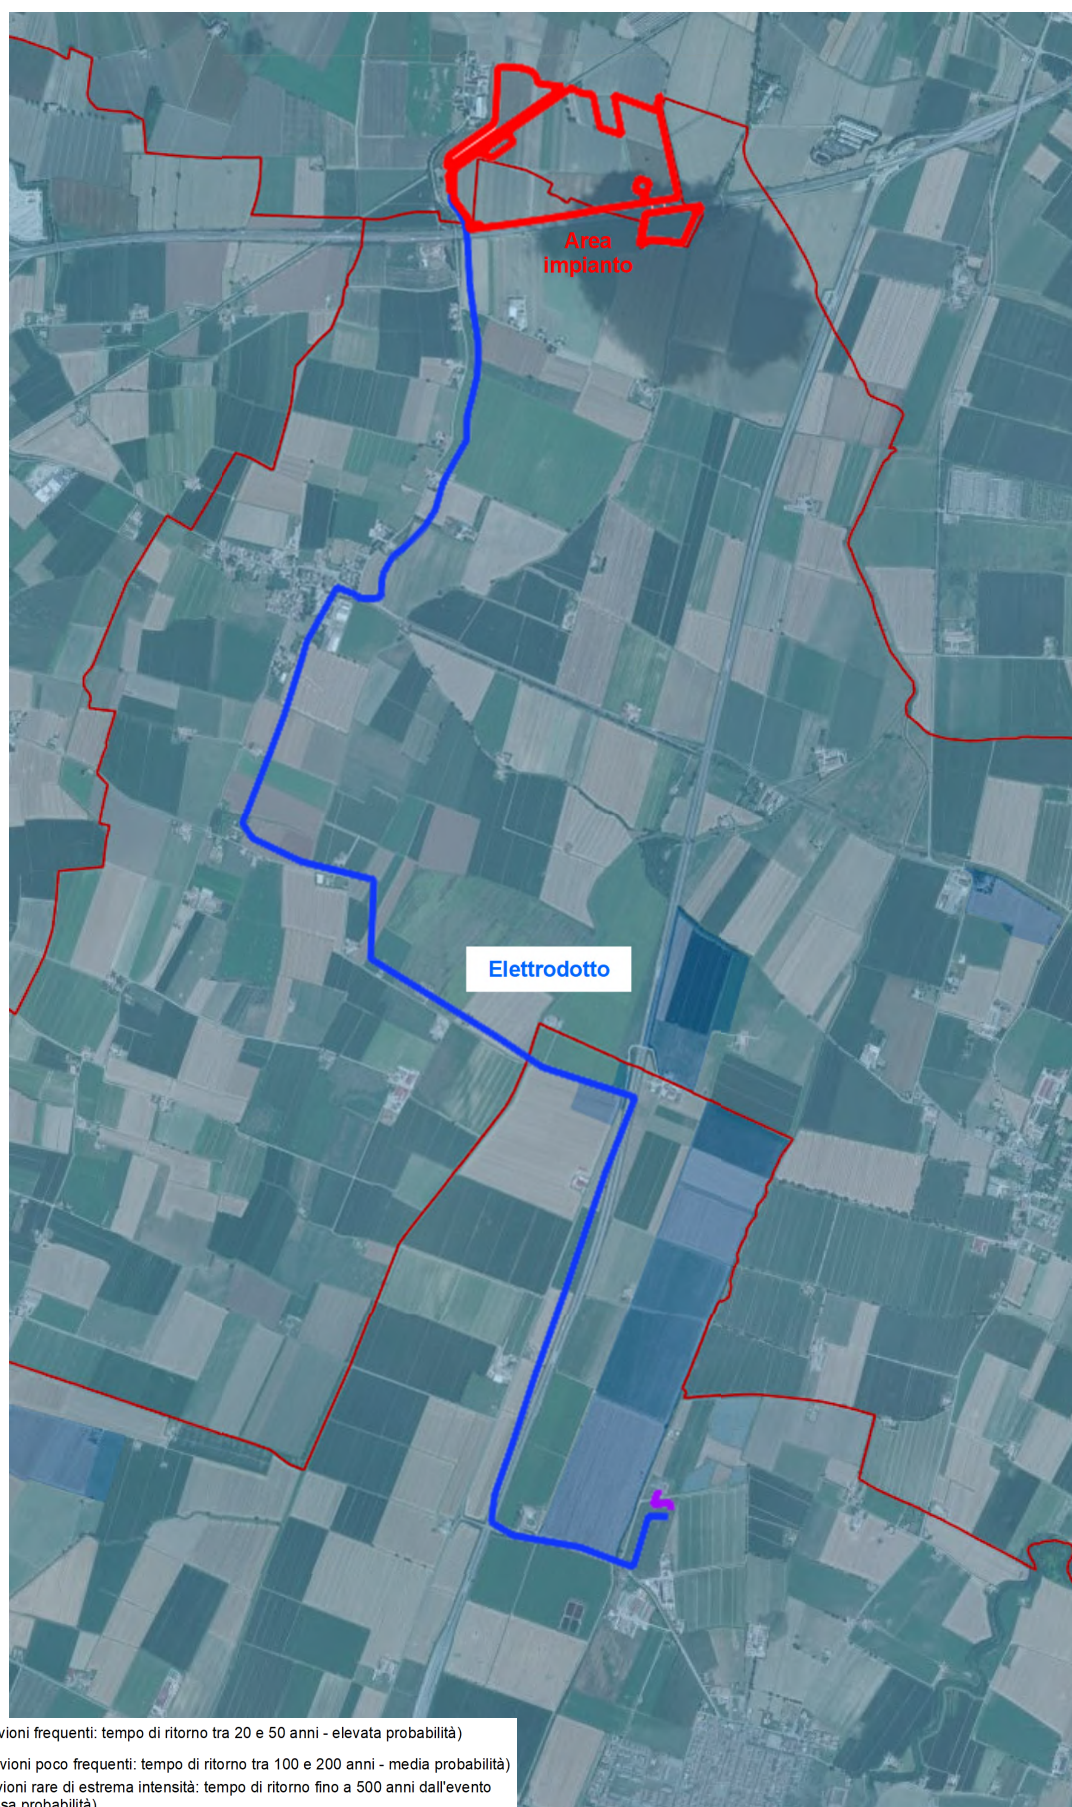 Area
impianto
Elettrodotto
vioni frequenti: tempo di ritorno tra 20 e 50 anni - elevata probabilità)
vioni poco frequenti: tempo di ritorno tra 100 e 200 anni - media probabilità)
vioni rare di estrema intensità: tempo di ritorno fino a 500 anni dall'evento
sa probabilità)